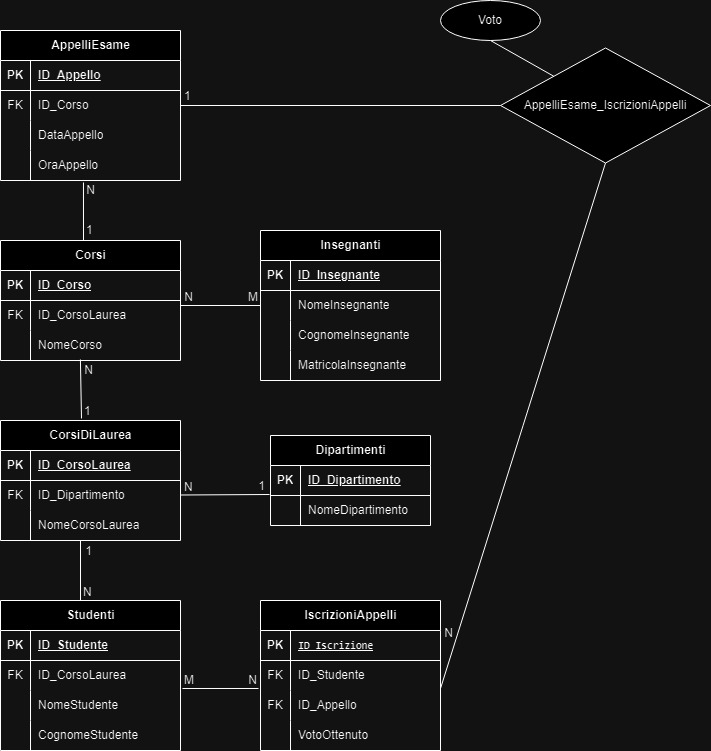 Voto
AppelliEsame
PK ID_Appello
FK ID_Corso
DataAppello
OraAppello
1
AppelliEsame_IscrizioniAppelli
N
1
Corsi
PK ID_Corso
FK ID_CorsoLaurea
NomeCorso
N M
Insegnanti
PK ID_Insegnante
NomeInsegnante
CognomeInsegnante
MatricolaInsegnante
N
1
CorsiDiLaurea
PK ID_CorsoLaurea
FK ID_Dipartimento
NomeCorsoLaurea
N 1
Dipartimenti
PK ID_Dipartimento
NomeDipartimento
1
N
Studenti
PK ID_Studente
FK ID_CorsoLaurea
NomeStudente
CognomeStudente
M N
IscrizioniAppelli
PK ID_Iscrizione
FK ID_Studente
FK ID_Appello
VotoOttenuto
N